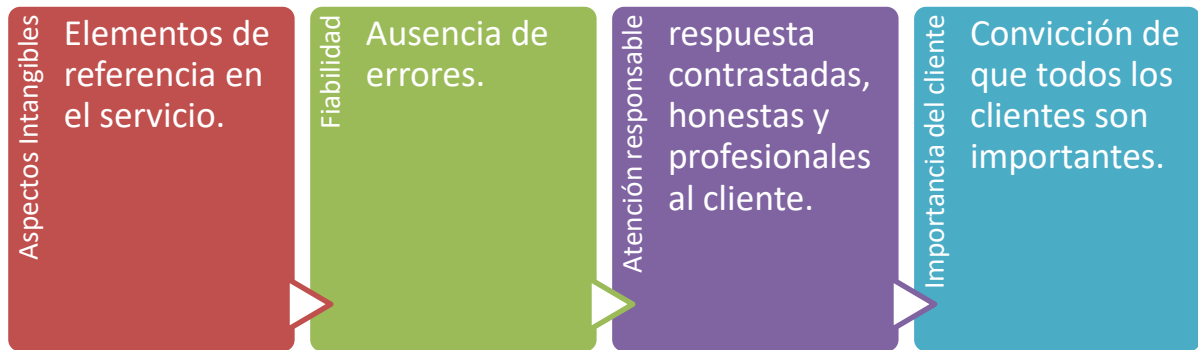 Aspectos Intangibles
Elementos de
referencia en
el servicio.
Fiabilidad
Ausencia de
errores.
Atención responsable
respuesta
contrastadas,
honestas y
profesionales
al cliente.
Importancia del cliente
Convicción de
que todos los
clientes son
importantes.